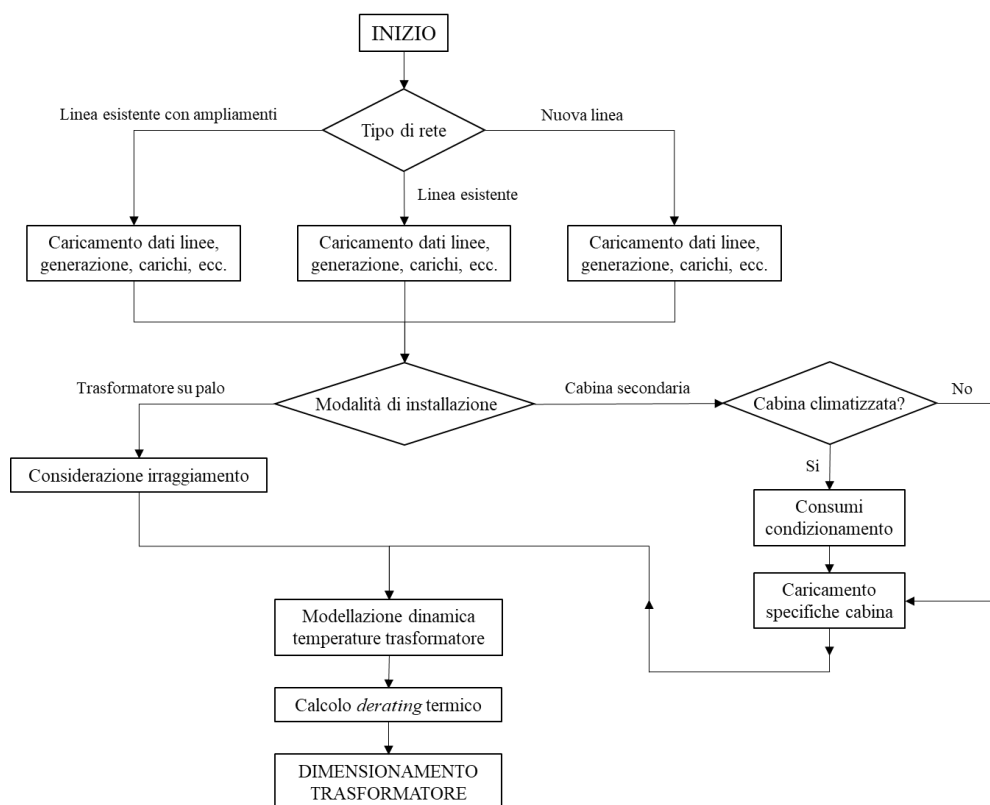 INIZIO
Linea esistente con ampliamenti
Tipo di rete
Nuova linea
Linea esistente
Caricamento dati linee,
generazione, carichi, ecc.
Caricamento dati linee,
generazione, carichi, ecc.
Caricamento dati linee,
generazione, carichi, ecc.
Trasformatore su palo
Modalità di installazione
Cabina secondaria
Cabina climatizzata?
No
Considerazione irraggiamento
Si
Consumi
condizionamento
Caricamento
specifiche cabina
Modellazione dinamica
temperature trasformatore
Calcolo derating termico
DIMENSIONAMENTO
TRASFORMATORE